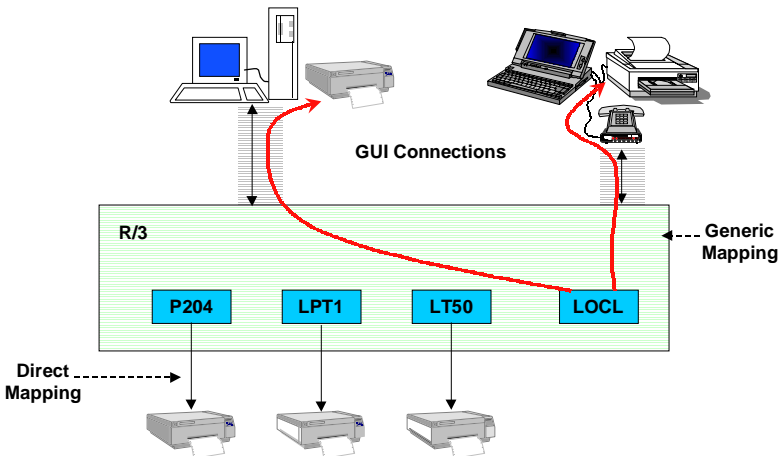 GUI Connections
R/3
Generic
Mapping
P204
LPT1
LT50
LOCL
Direct
Mapping